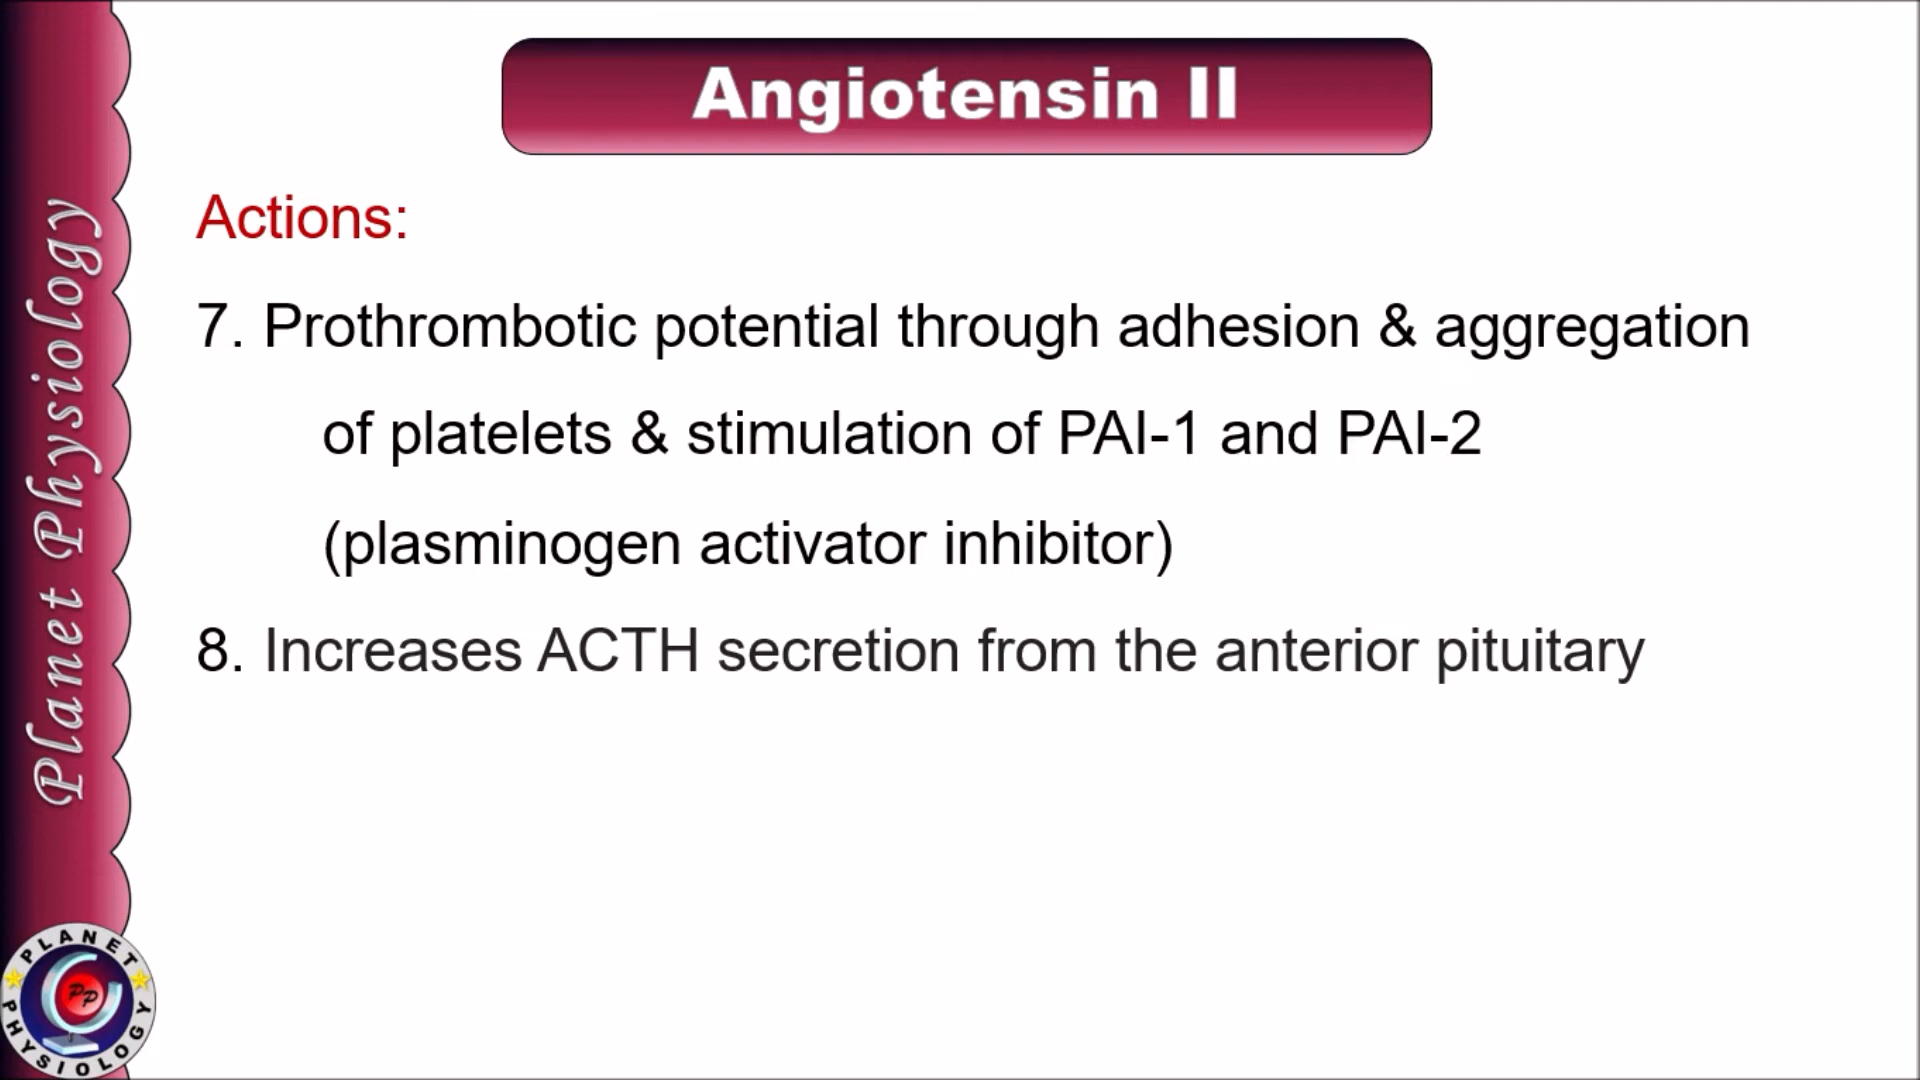 Angiotensin II
Actions:
7. Prothrombotic potential through adhesion & aggregation
of platelets & stimulation of PAI-1 and PAI-2
(plasminogen activator inhibitor)
8. Increases ACTH secretion from the anterior pituitary
Planet Physiology
PLANET
PP
PHYSIOLOGY